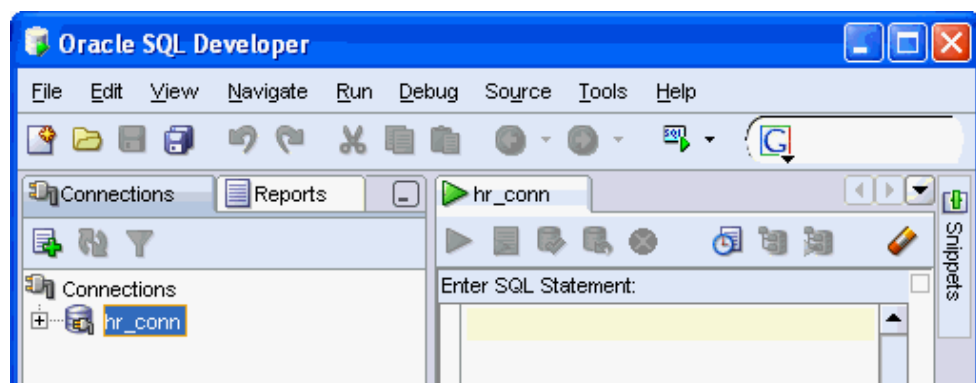 Oracle SQL Developer
File Edit View Navigate Run Debug Source Tools Help
SQL
G
Connections Reports
hr_conn
Snippets
Connections
Enter SQL Statement:
hr_conn